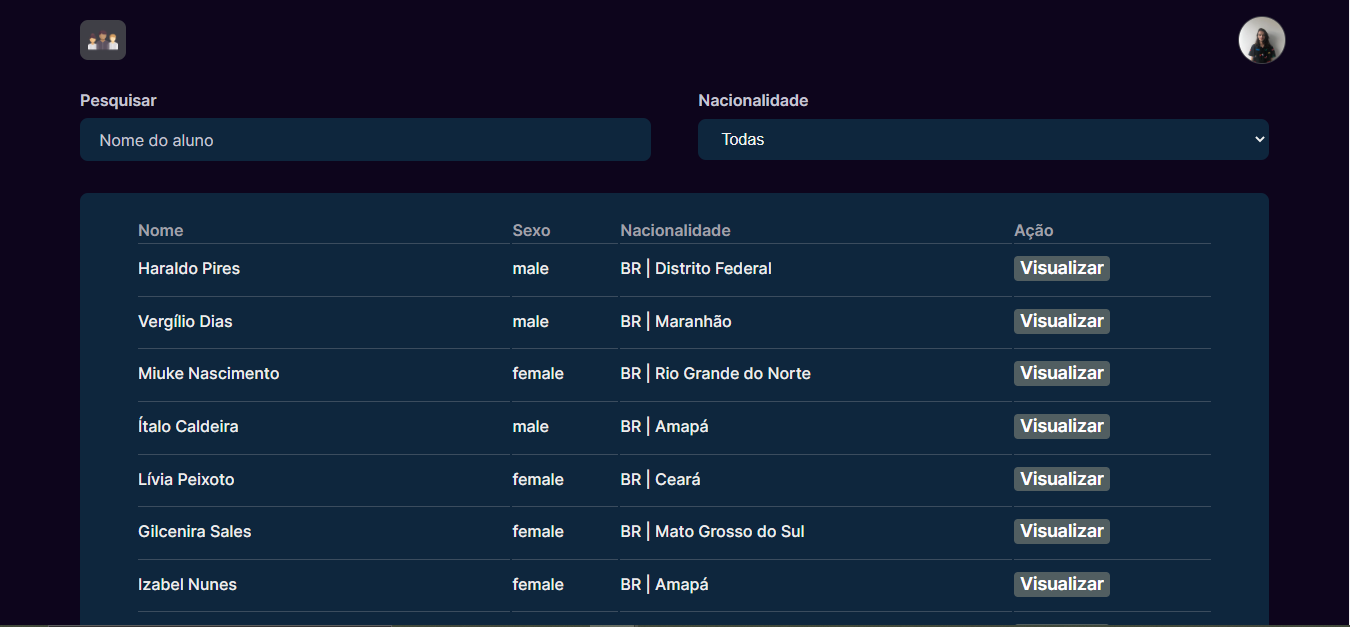 Pesquisar Nacionalidade
Nome do aluno Todas
Nome Sexo Nacionalidade Ação
Haraldo Pires male BR | Distrito Federal Visualizar
Vergílio Dias male BR | Maranhão Visualizar
Miuke Nascimento female BR | Rio Grande do Norte Visualizar
Ítalo Caldeira male BR | Amapá Visualizar
Lívia Peixoto female BR | Ceará Visualizar
Gilcenira Sales female BR | Mato Grosso do Sul Visualizar
Izabel Nunes female BR | Amapá Visualizar